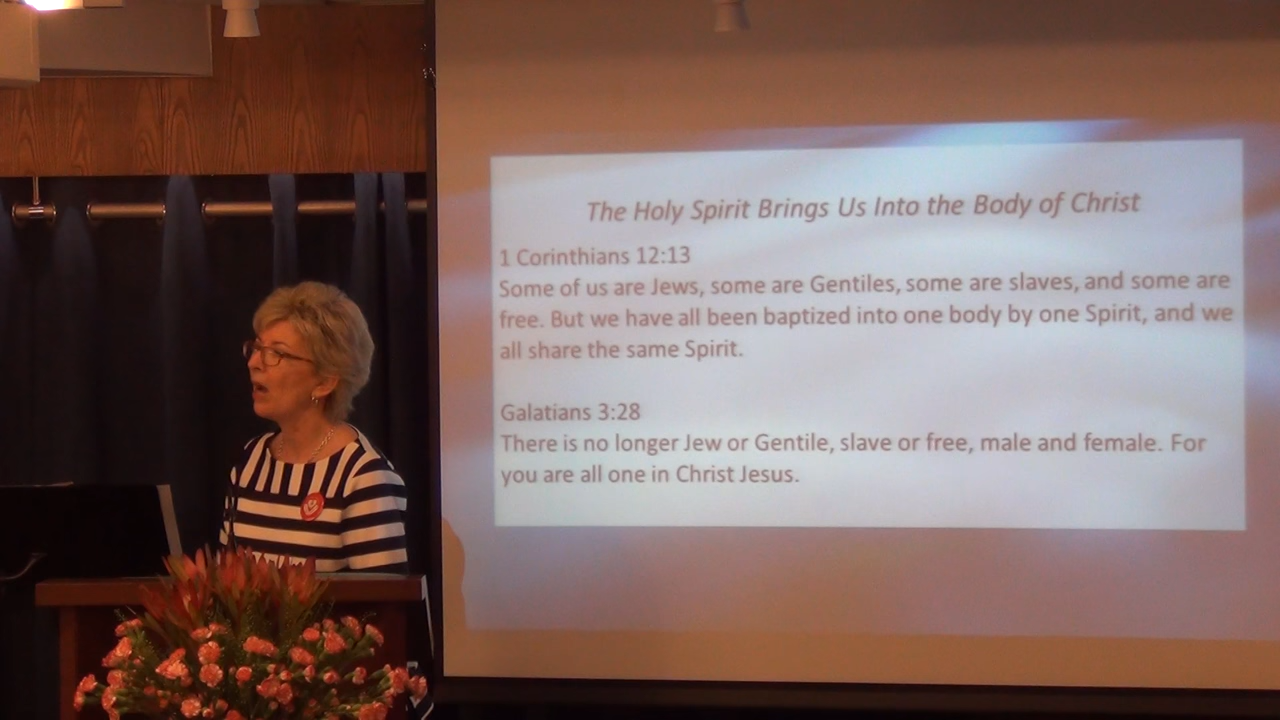 The Holy Spirit Brings Us Into the Body of Christ
1 Corinthians 12:13
Some of us are Jews, some are Gentiles, some are slaves, and some are
free. But we have all been baptized into one body by one Spirit, and we
all share the same Spirit.
Galatians 3:28
There is no longer Jew or Gentile, slave or free, male and female. For
you are all one in Christ Jesus.